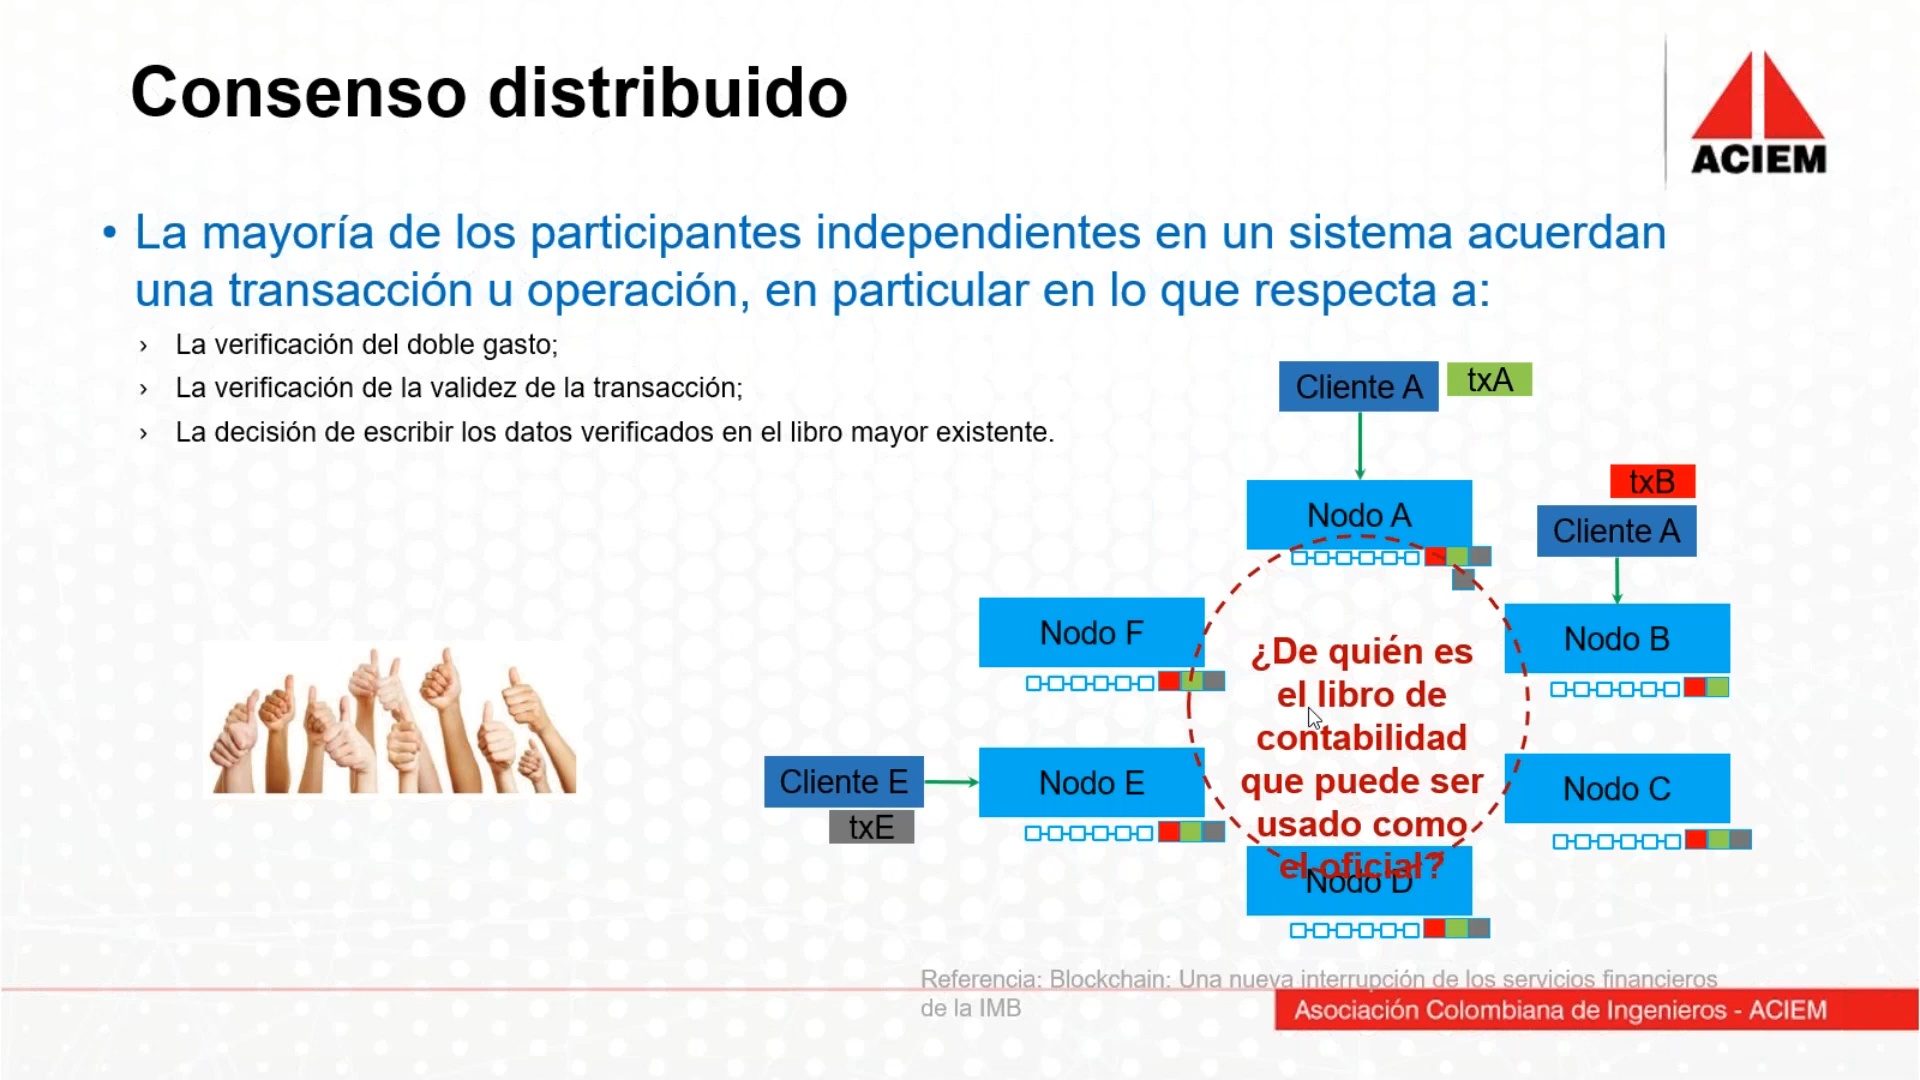 Consenso distribuido
ACIEM
• La mayoría de los participantes independientes en un sistema acuerdan
una transacción u operación, en particular en lo que respecta a:
› La verificación del doble gasto;
› La verificación de la validez de la transacción;
› La decisión de escribir los datos verificados en el libro mayor existente.
Cliente A
txA
txB
Cliente A
Nodo A
Nodo F
Nodo B
¿De quién es
el libro de
contabilidad
que puede ser
usado como
el oficial?
Cliente E
txE
Nodo E
Nodo C
Nodo D
Referencia: Blockchain: Una nueva interrupción de los servicios financieros
de la IMB
Asociación Colombiana de Ingenieros - ACIEM